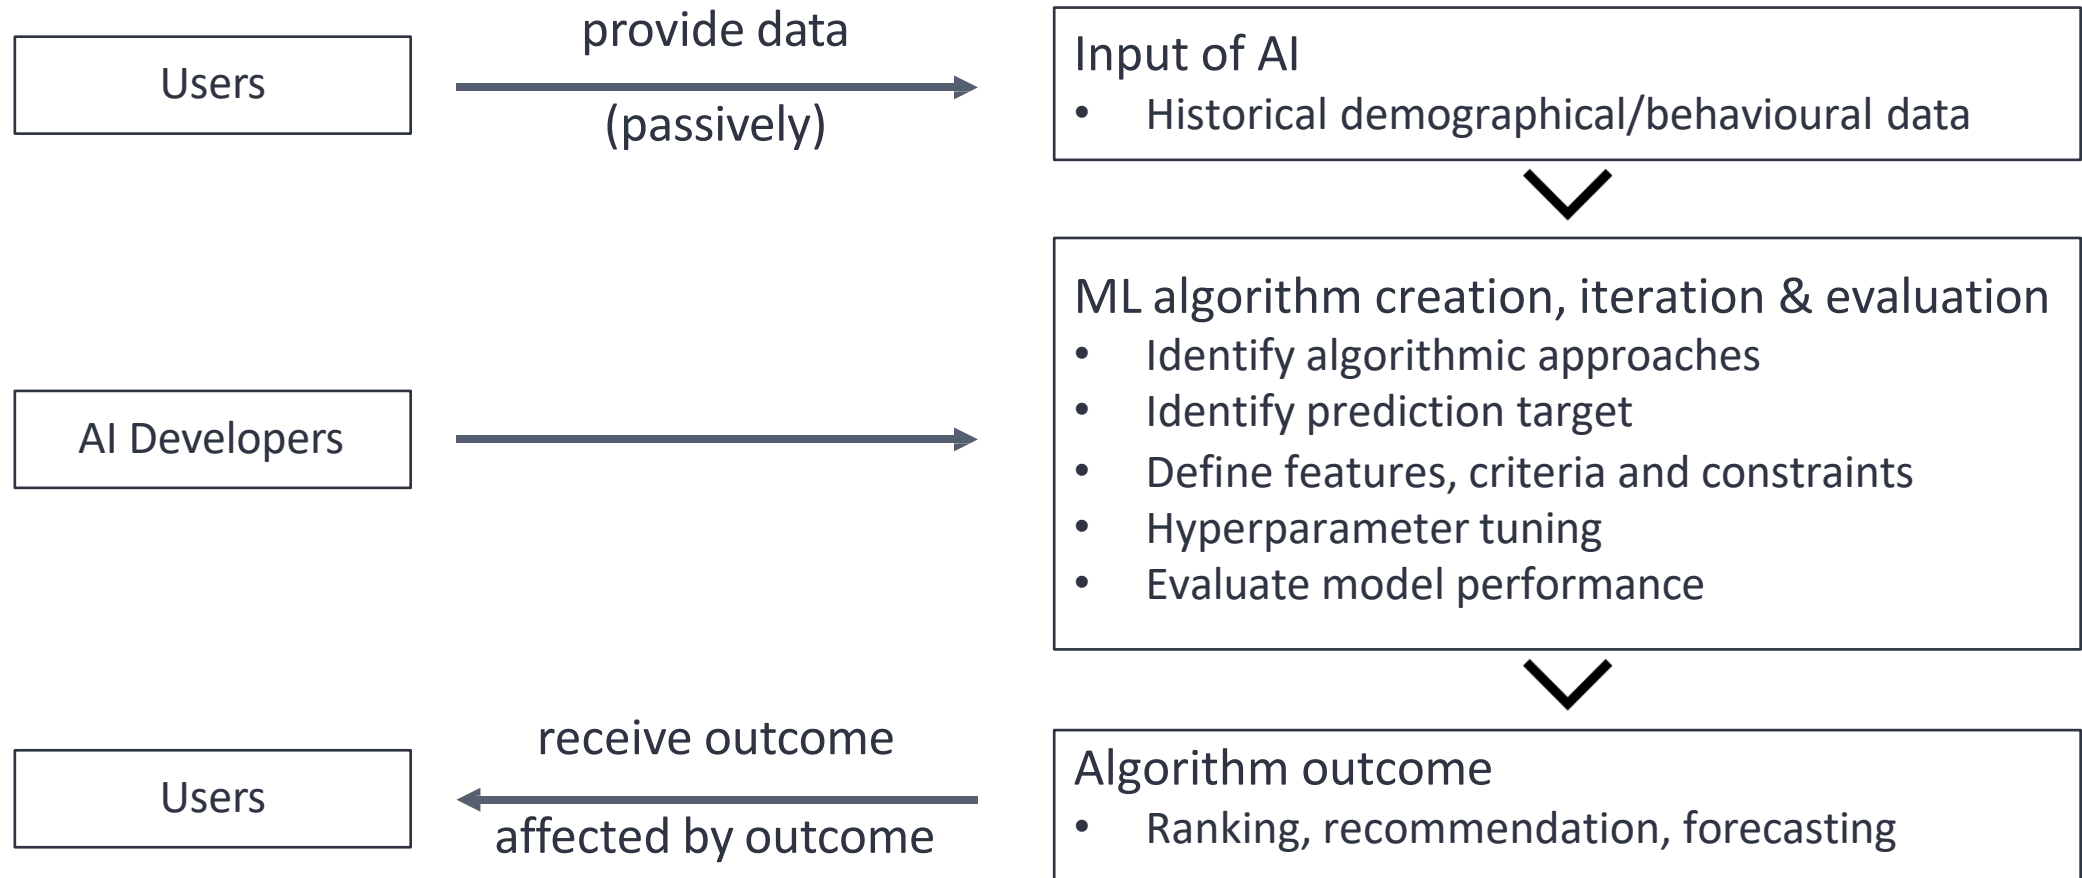 Users
provide data
(passively)
Input of AI
• Historical demographical/behavioural data
AI Developers
ML algorithm creation, iteration & evaluation
• Identify algorithmic approaches
• Identify prediction target
• Define features, criteria and constraints
• Hyperparameter tuning
• Evaluate model performance
Users
receive outcome
affected by outcome
Algorithm outcome
• Ranking, recommendation, forecasting